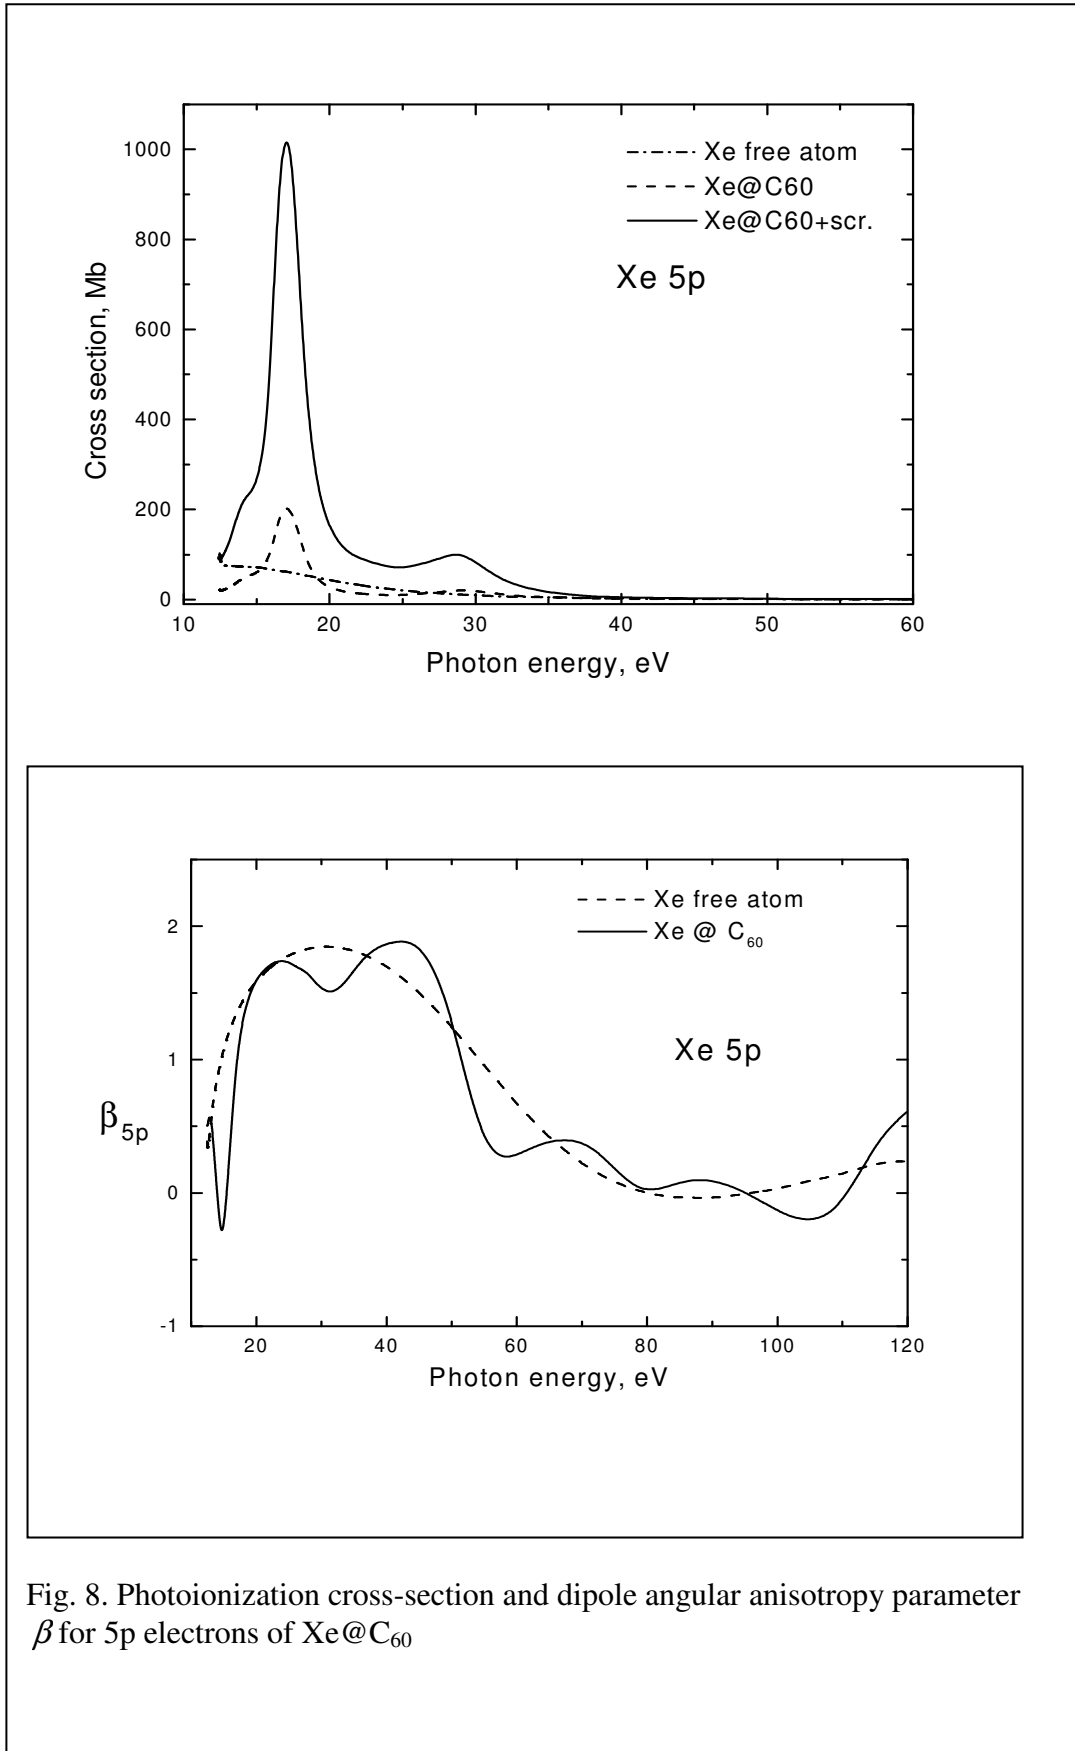 1000
800
600
400
200
0
Cross section, Mb
Xe free atom
Xe@C60
Xe@C60+scr.
Xe 5p
10 20 30 40 50 60
Photon energy, eV
2
1
0
-1
β5p
Xe free atom
Xe @ C60
Xe 5p
20 40 60 80 100 120
Photon energy, eV
Fig. 8. Photoionization cross-section and dipole angular anisotropy parameter
β for 5p electrons of Xe@C60